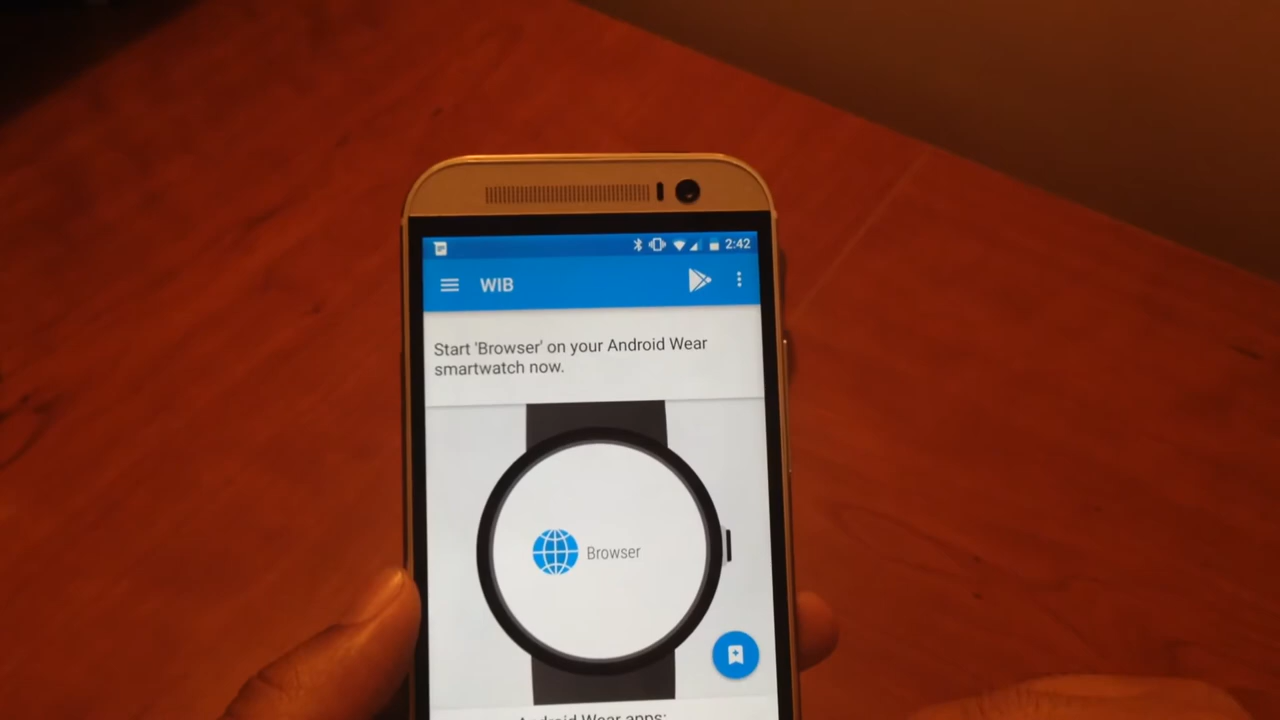 2:42
WIB
Start 'Browser' on your Android Wear
smartwatch now.
Browser
Android Wear apps: